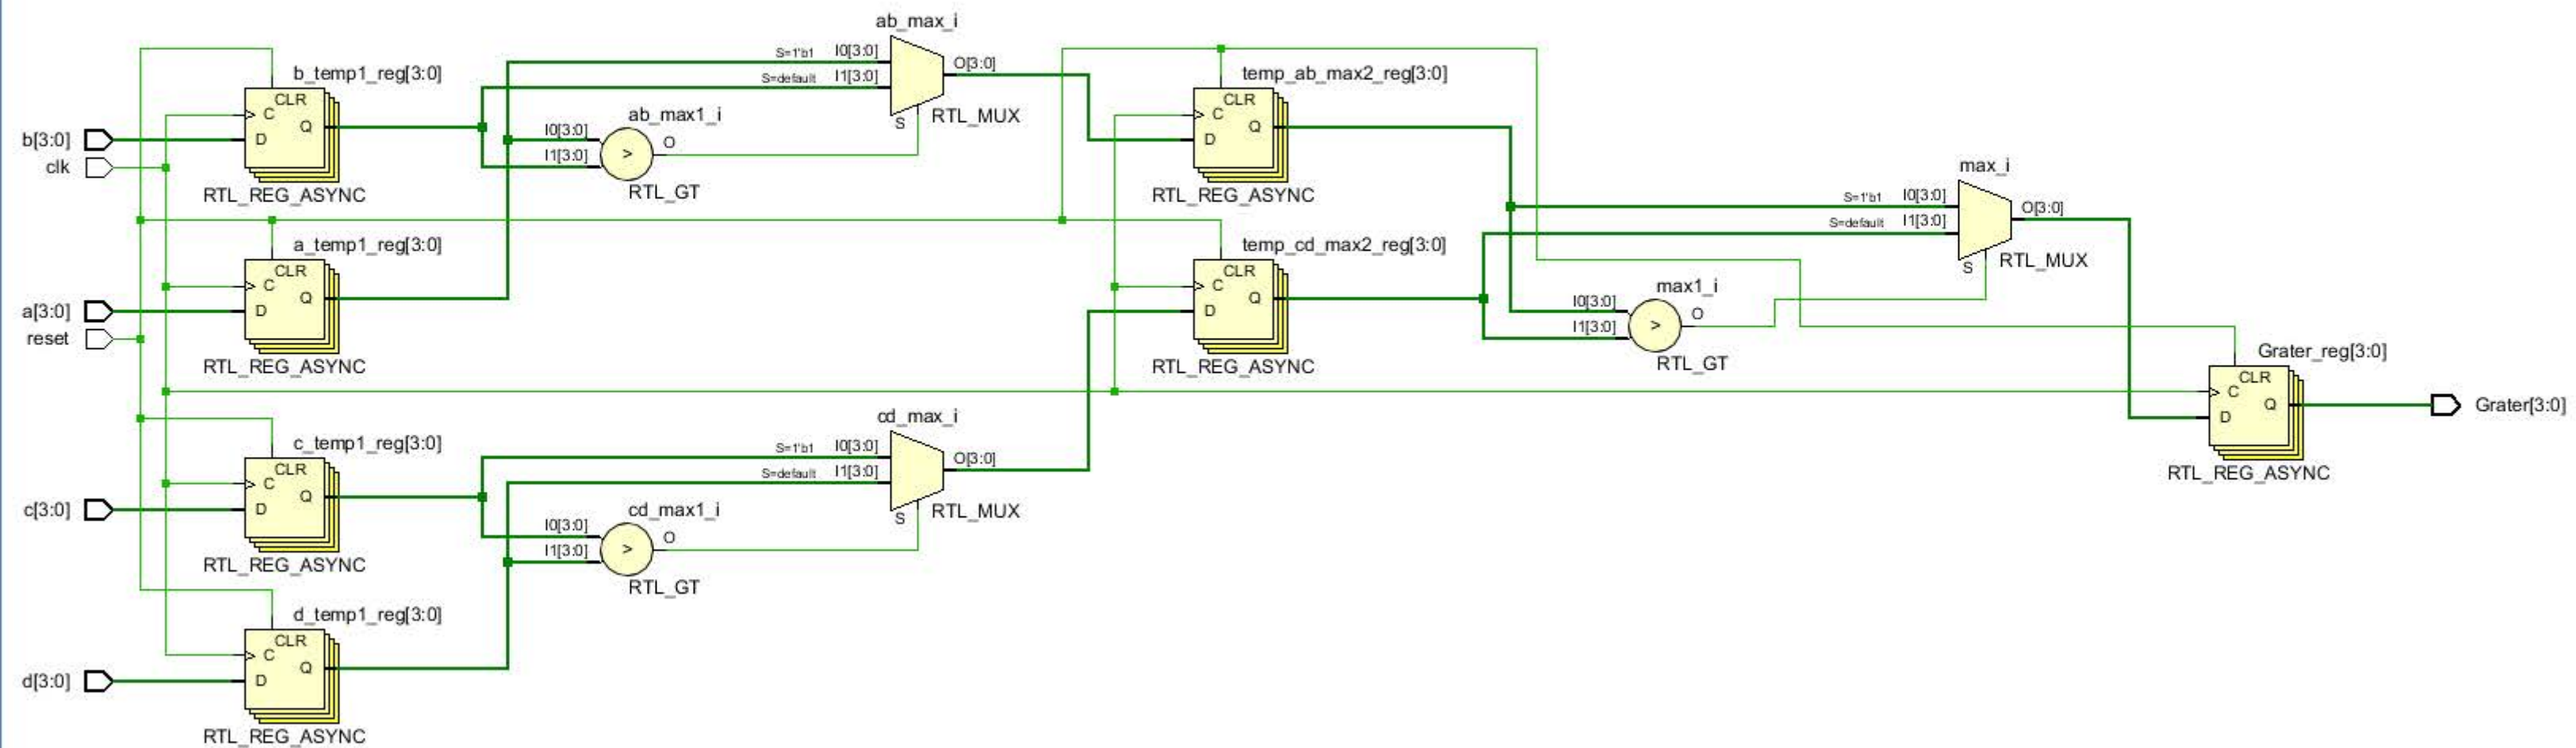 ab_max_i
S=1'b1 I0[3:0]
O[3:0]
S=default I1[3:0]
S
RTL_MUX
b_temp1_reg[3:0]
CLR
C
Q
D
RTL_REG_ASYNC
b[3:0]
clk
ab_max1_i
I0[3:0]
O
I1[3:0]
>
RTL_GT
temp_ab_max2_reg[3:0]
CLR
C
Q
D
RTL_REG_ASYNC
max_i
S=1'b1 I0[3:0]
O[3:0]
S=default I1[3:0]
S
RTL_MUX
a_temp1_reg[3:0]
CLR
C
Q
D
RTL_REG_ASYNC
a[3:0]
reset
temp_cd_max2_reg[3:0]
CLR
C
Q
D
RTL_REG_ASYNC
max1_i
I0[3:0]
O
I1[3:0]
>
RTL_GT
Grater_reg[3:0]
CLR
C
Q
D
RTL_REG_ASYNC
Grater[3:0]
cd_max_i
S=1'b1 I0[3:0]
O[3:0]
S=default I1[3:0]
S
RTL_MUX
c_temp1_reg[3:0]
CLR
C
Q
D
RTL_REG_ASYNC
c[3:0]
cd_max1_i
I0[3:0]
O
I1[3:0]
>
RTL_GT
d_temp1_reg[3:0]
CLR
C
Q
D
RTL_REG_ASYNC
d[3:0]